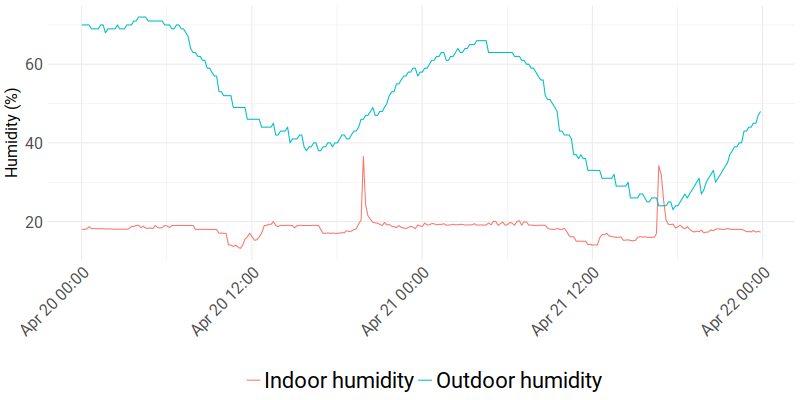 Humidity (%)
60
40
20
Apr 20 00:00
Apr 20 12:00
Apr 21 00:00
Apr 21 12:00
Apr 22 00:00
Indoor humidity Outdoor humidity